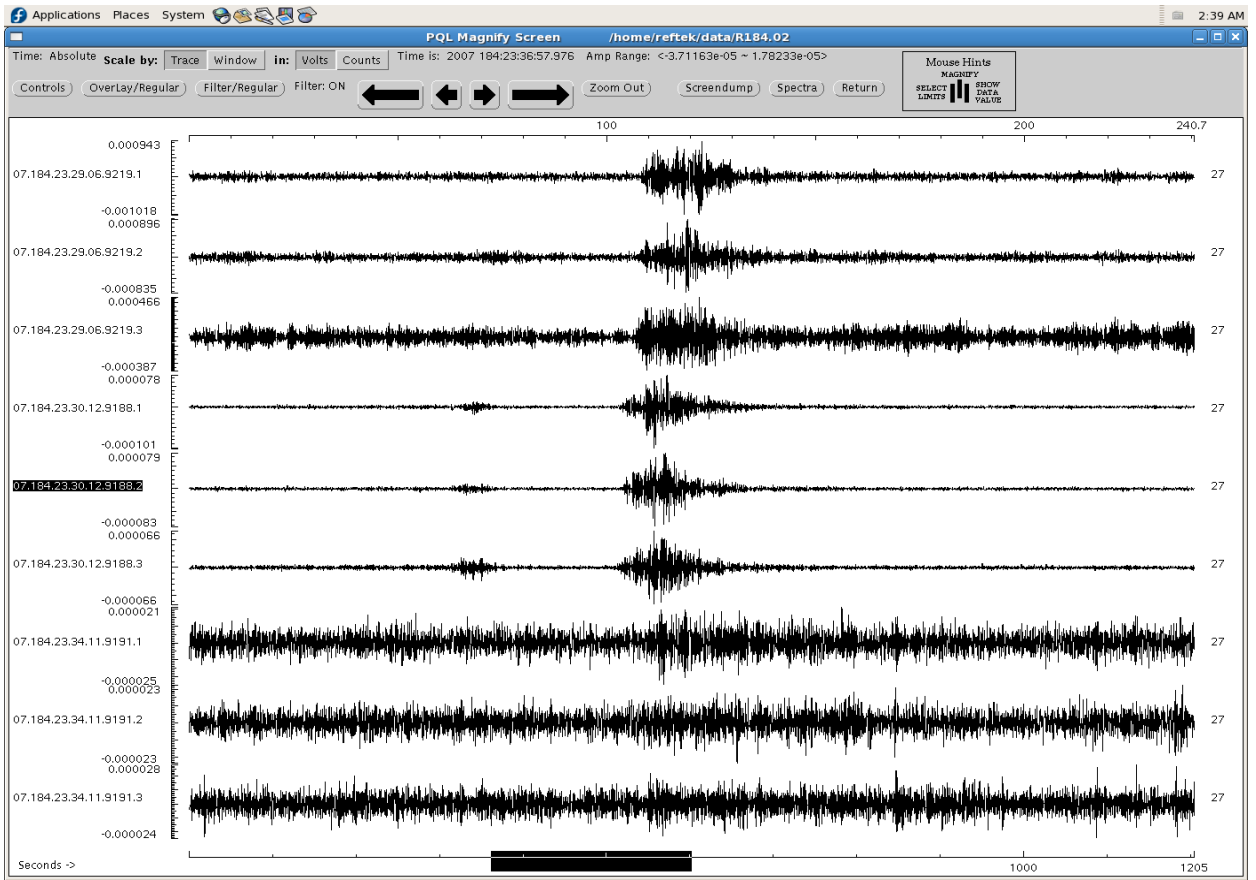 Applications Places System 2:39 AM
PQL Magnify Screen /home/reftek/data/R184.02
Time: Absolute Scale by: Trace Window in: Volts Counts Time is: 2007 184:23:36:57.976 Amp Range: <-3.71163e-05 ~ 1.78233e-05>
Controls OverLay/Regular Filter/Regular Filter: ON Zoom Out Screendump Spectra Return
Mouse Hints
MAGNIFY
SELECT LIMITS
SHOW DATA VALUE
100 200 240.7
0.000943
07.184.23.29.06.9219.1 27
-0.001018
0.000896
07.184.23.29.06.9219.2 27
-0.000835
0.000466
07.184.23.29.06.9219.3 27
-0.000387
0.000078
07.184.23.30.12.9188.1 27
-0.000101
0.000079
07.184.23.30.12.9188.2 27
-0.000083
0.000066
07.184.23.30.12.9188.3 27
-0.000066
0.000021
07.184.23.34.11.9191.1 27
-0.000025
0.000023
07.184.23.34.11.9191.2 27
-0.000023
0.000028
07.184.23.34.11.9191.3 27
-0.000024
Seconds -> 1000 1205